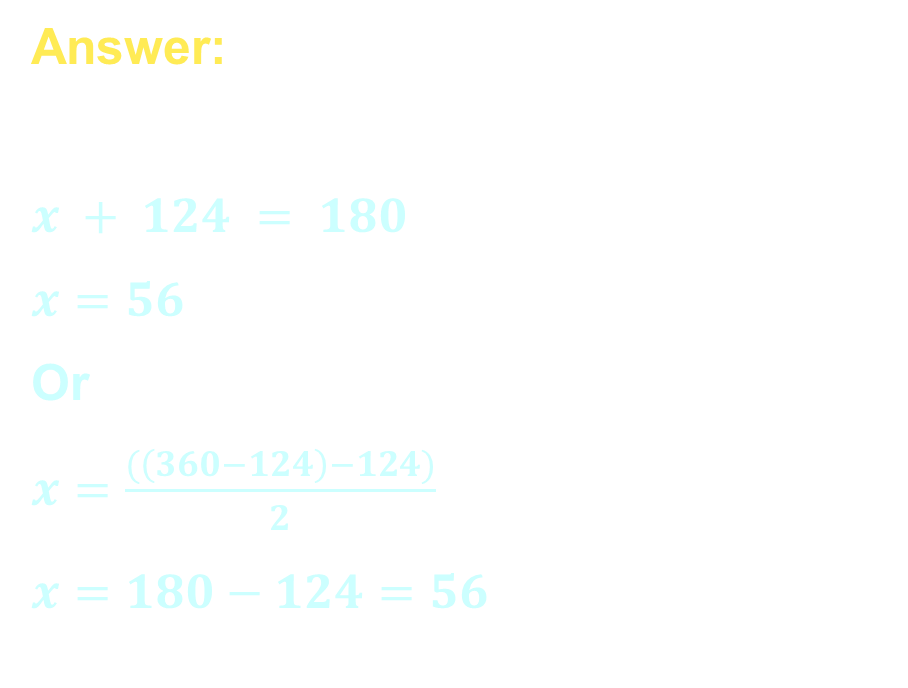 Answer:
x + 124 = 180
x = 56
Or
x = ((360−124)−124)/2
x = 180 − 124 = 56